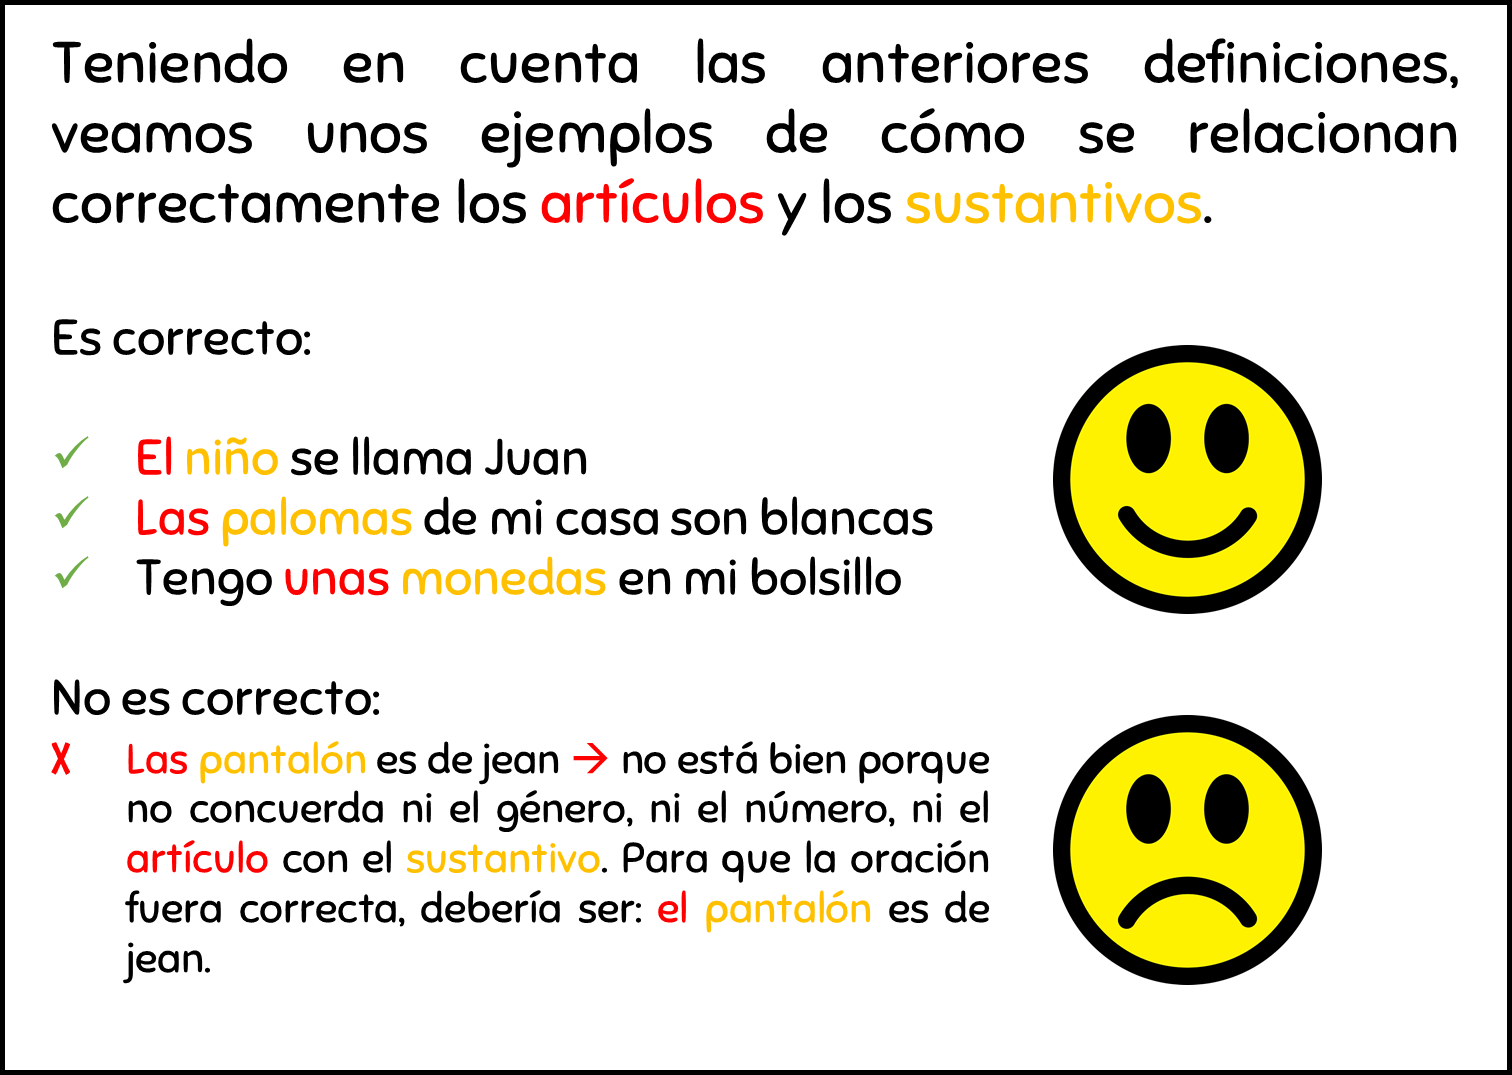 Teniendo en cuenta las anteriores definiciones,
veamos unos ejemplos de cómo se relacionan
correctamente los artículos y los sustantivos.
Es correcto:
✓ El niño se llama Juan
✓ Las palomas de mi casa son blancas
✓ Tengo unas monedas en mi bolsillo
No es correcto:
X Las pantalón es de jean → no está bien porque
no concuerda ni el género, ni el número, ni el
artículo con el sustantivo. Para que la oración
fuera correcta, debería ser: el pantalón es de
jean.